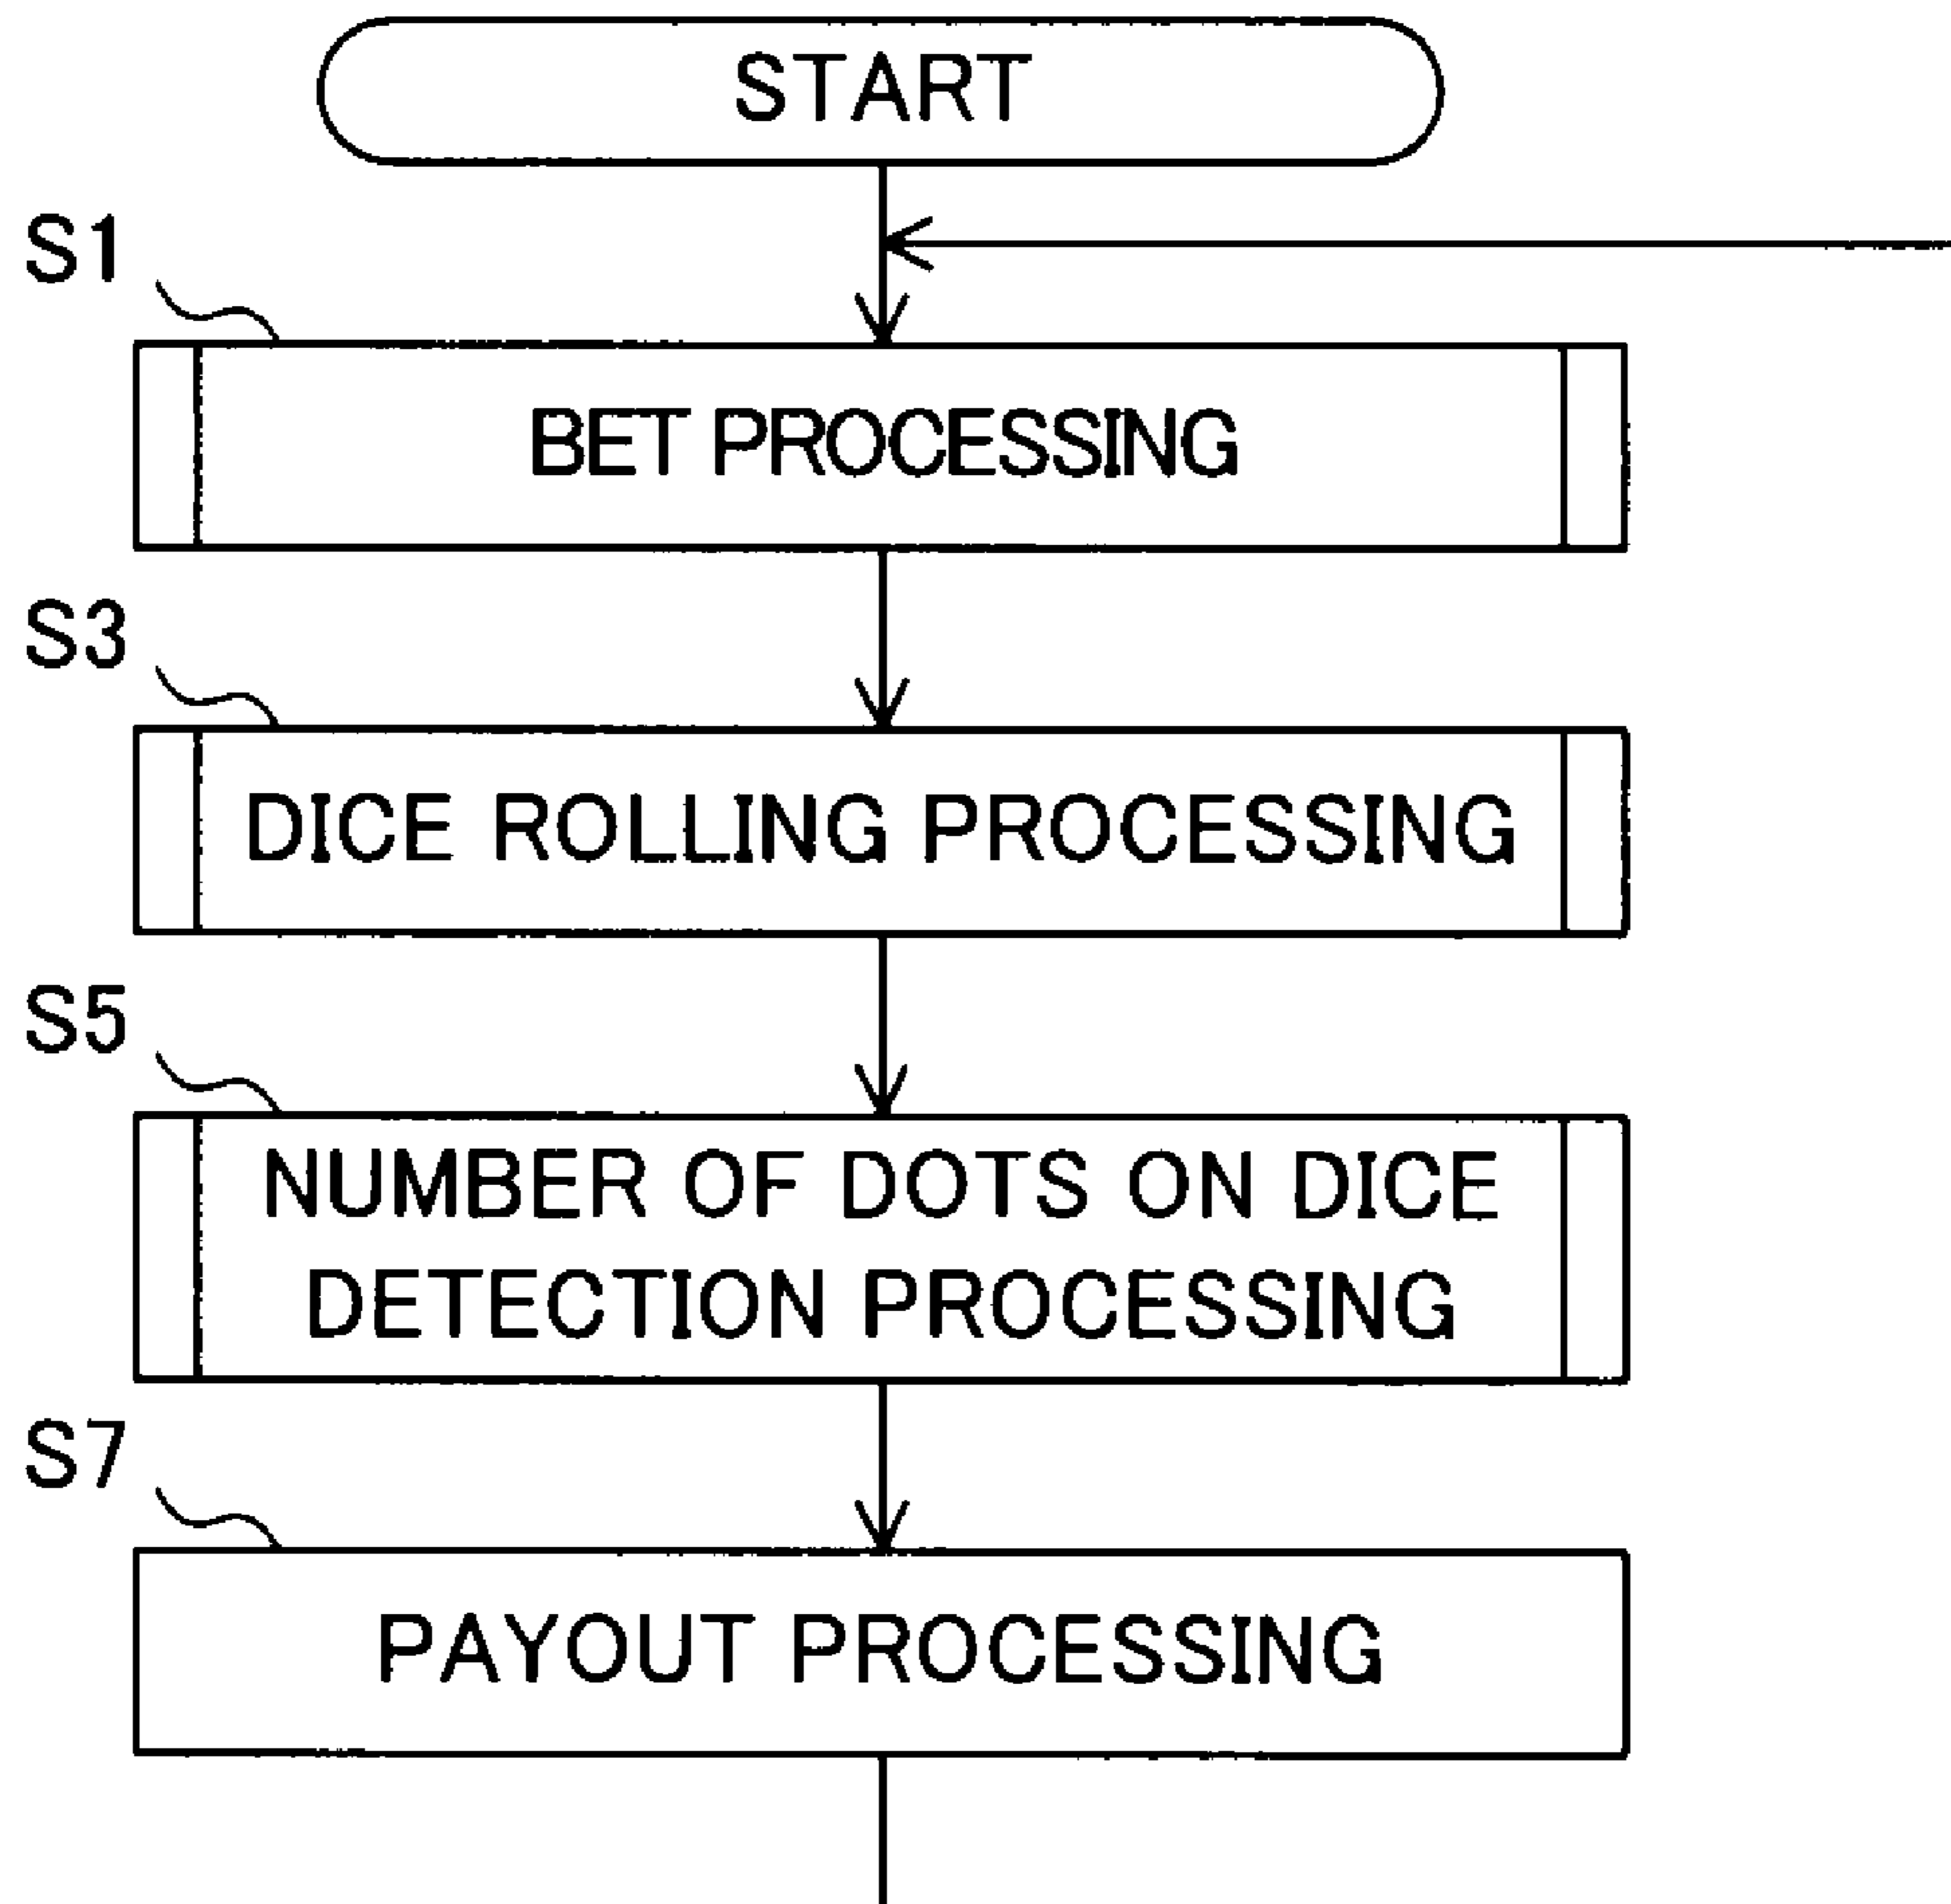 START
S1
BET PROCESSING
S3
DICE ROLLING PROCESSING
S5
NUMBER OF DOTS ON DICE
DETECTION PROCESSING
S7
PAYOUT PROCESSING